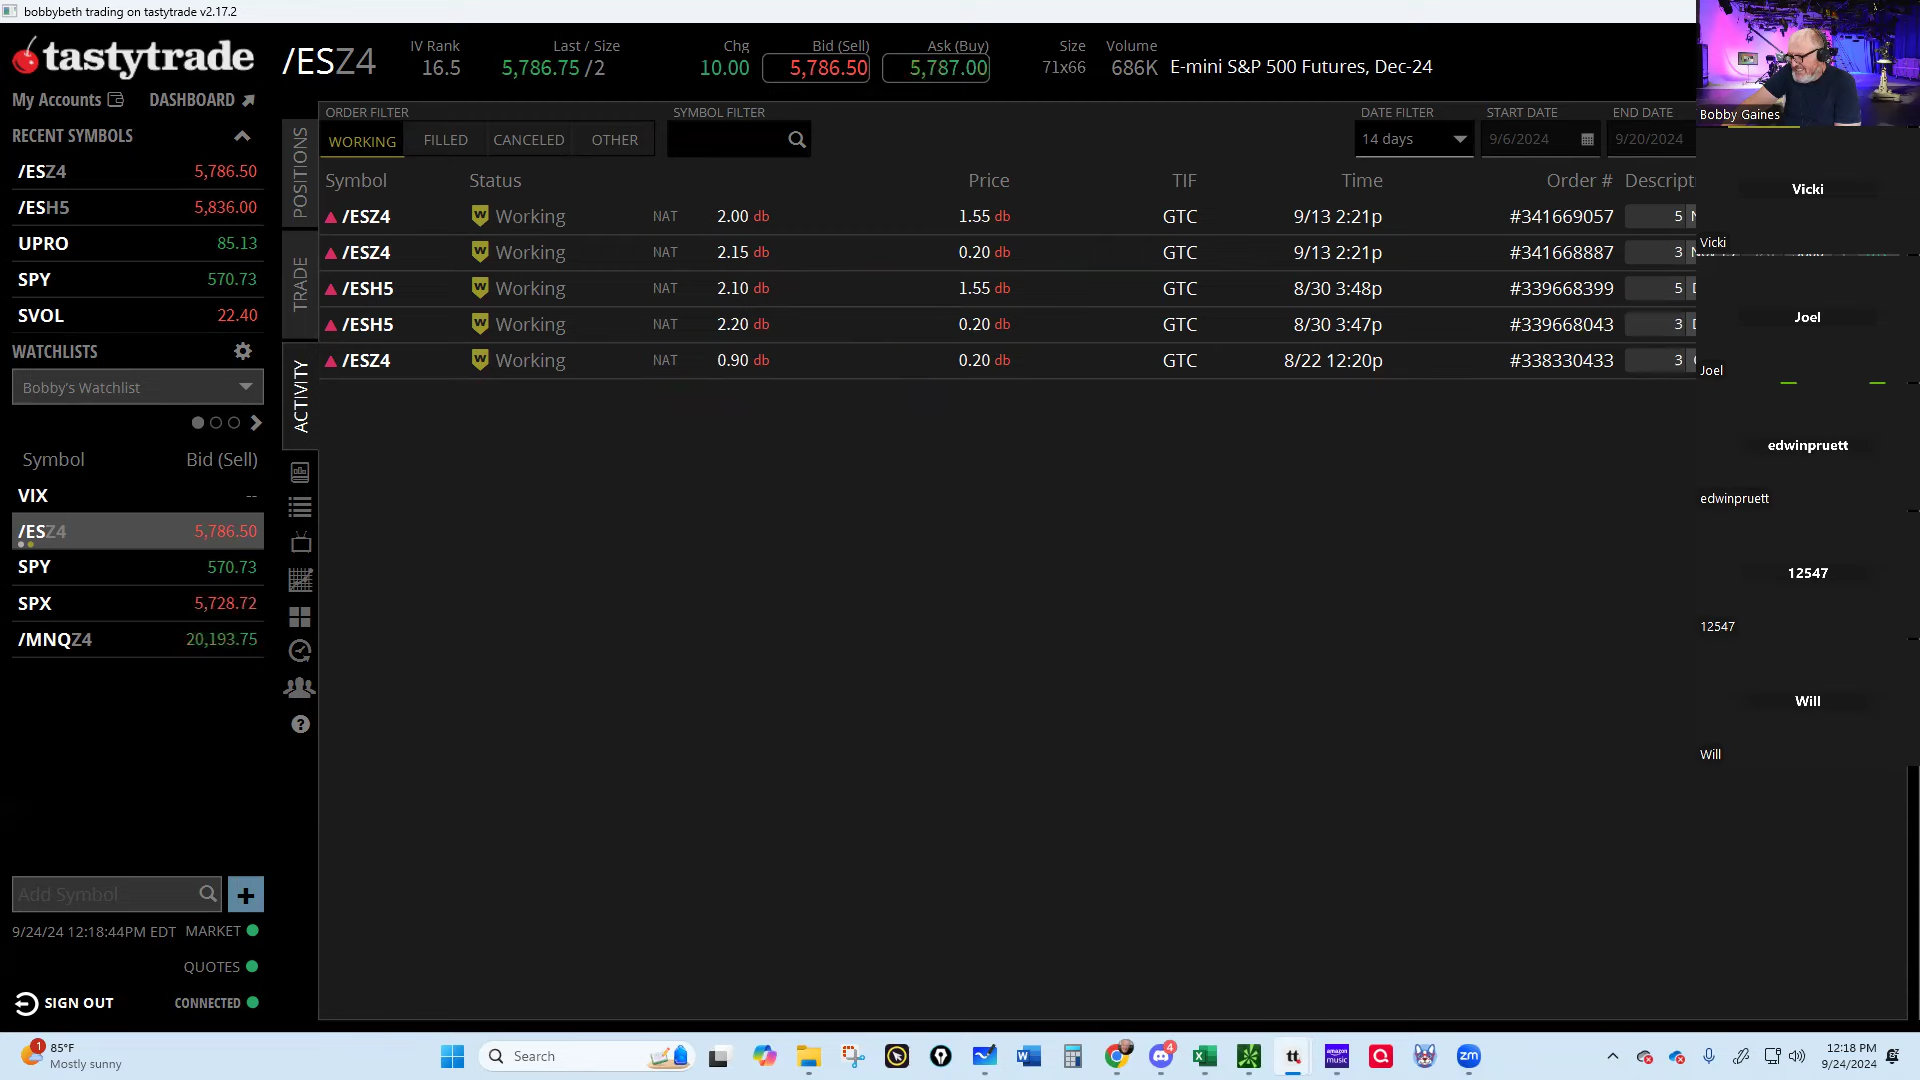 bobbybeth trading on tastytrade v2.17.2
tastytrade
My Accounts DASHBOARD
/ESZ4
IV Rank
16.5
Last / Size
5,786.75 /2
Chg
10.00
Bid (Sell)
5,786.50
Ask (Buy)
5,787.00
Size
71x66
Volume
686K
E-mini S&P 500 Futures, Dec-24
RECENT SYMBOLS
/ESZ4 5,786.50
/ESH5 5,836.00
UPRO 85.13
SPY 570.73
SVOL 22.40
WATCHLISTS
Bobby's Watchlist
Symbol Bid (Sell)
VIX --
/ESZ4 5,786.50
SPY 570.73
SPX 5,728.72
/MNQZ4 20,193.75
Add Symbol
9/24/24 12:18:44PM EDT MARKET
QUOTES
SIGN OUT CONNECTED
POSITIONS
TRADE
ACTIVITY
ORDER FILTER
WORKING FILLED CANCELED OTHER
SYMBOL FILTER
DATE FILTER
14 days
START DATE
9/6/2024
END DATE
9/20/2024
Symbol Status Price TIF Time Order # Descripti
/ESZ4 W Working NAT 2.00 db 1.55 db GTC 9/13 2:21p #341669057 5
/ESZ4 W Working NAT 2.15 db 0.20 db GTC 9/13 2:21p #341668887 3
/ESH5 W Working NAT 2.10 db 1.55 db GTC 8/30 3:48p #339668399 5
/ESH5 W Working NAT 2.20 db 0.20 db GTC 8/30 3:47p #339668043 3
/ESZ4 W Working NAT 0.90 db 0.20 db GTC 8/22 12:20p #338330433 3
Bobby Gaines
Vicki
Vicki
Joel
Joel
edwinpruett
edwinpruett
12547
12547
Will
Will
1
85°F
Mostly sunny
Search
4
tt
amazon music
zm
12:18 PM
9/24/2024